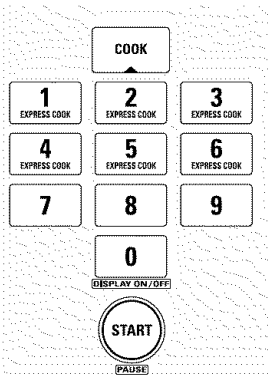 COOK
1 2 3
EXPRESS COOK EXPRESS COOK EXPRESS COOK
4 5 6
EXPRESS COOK EXPRESS COOK EXPRESS COOK
7 8 9
0
DISPLAY ON/OFF
START
PAUSE